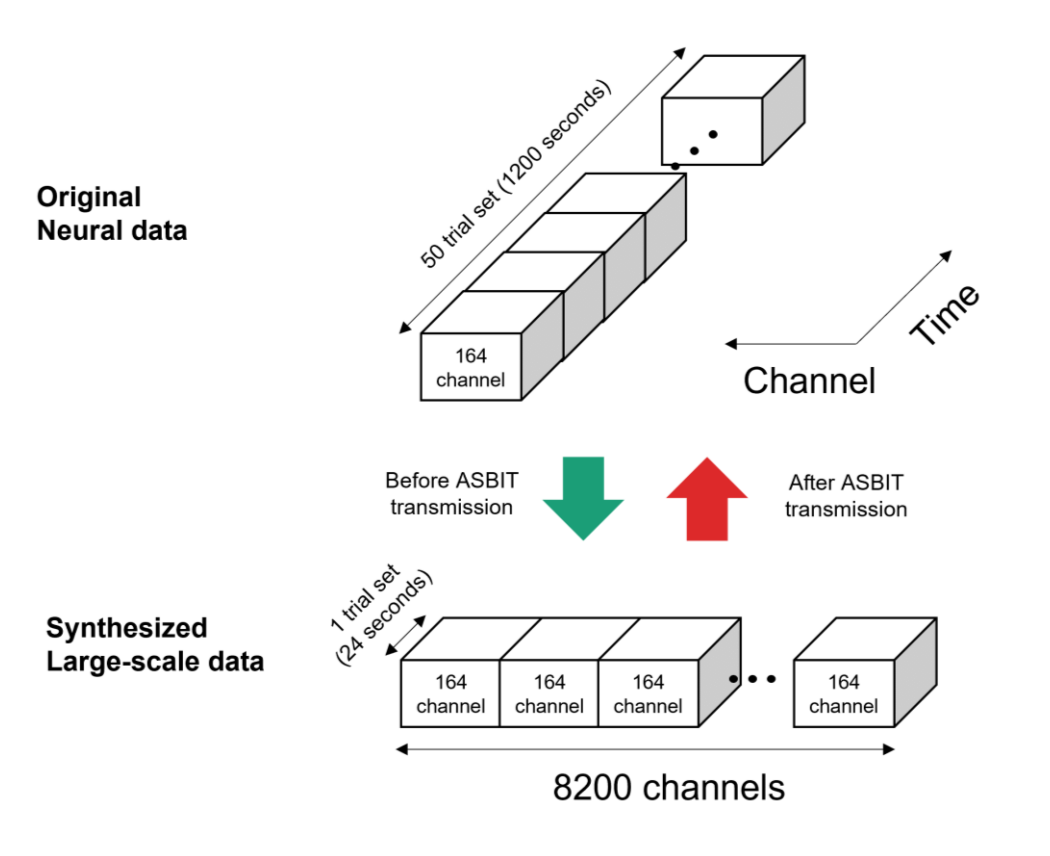 50 trial set (1200 seconds)
Original
Neural data
164
channel
Time
Channel
Before ASBIT
transmission
After ASBIT
transmission
1 trial set
(24 seconds)
Synthesized
Large-scale data
164
channel
164
channel
164
channel
164
channel
8200 channels